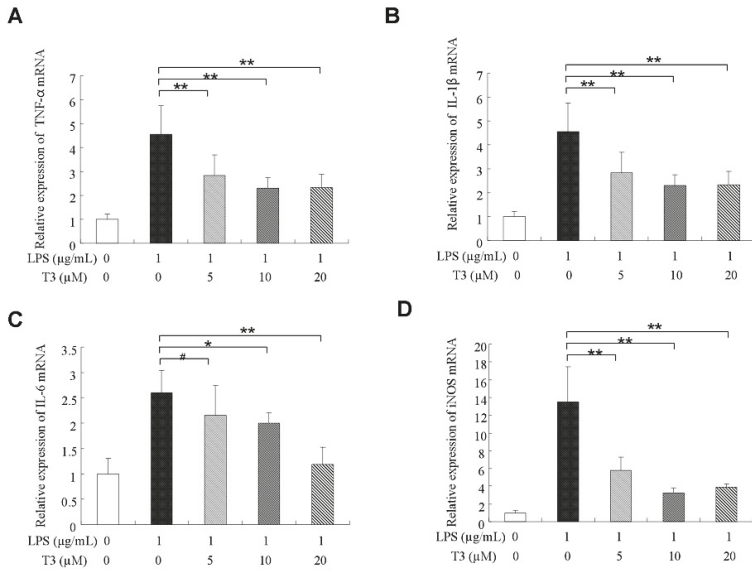 A
Relative expression of TNF-α mRNA
7
6
5
4
3
2
1
0
**
**
**
LPS (μg/mL) 0 1 1 1 1
T3 (μM) 0 0 5 10 20
B
Relative expression of IL-1β mRNA
7
6
5
4
3
2
1
0
**
**
**
LPS (μg/mL) 0 1 1 1 1
T3 (μM) 0 0 5 10 20
C
Relative expression of IL-6 mRNA
3.5
3
2.5
2
1.5
1
0.5
0
**
*
#
LPS (μg/mL) 0 1 1 1 1
T3 (μM) 0 0 5 10 20
D
Relative expression of iNOS mRNA
20
18
16
14
12
10
8
6
4
2
0
**
**
**
LPS (μg/mL) 0 1 1 1 1
T3 (μM) 0 0 5 10 20